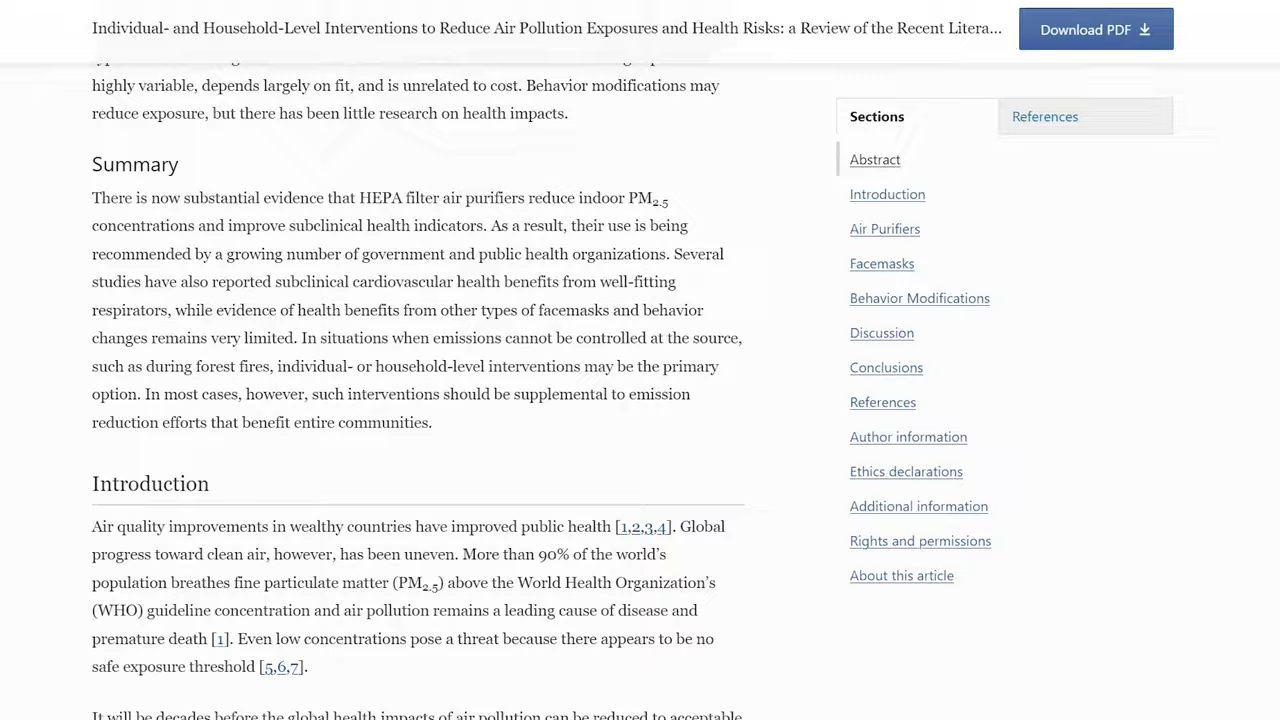 Individual- and Household-Level Interventions to Reduce Air Pollution Exposures and Health Risks: a Review of the Recent Litera...
Download PDF
highly variable, depends largely on fit, and is unrelated to cost. Behavior modifications may
reduce exposure, but there has been little research on health impacts.
Summary
There is now substantial evidence that HEPA filter air purifiers reduce indoor PM2.5
concentrations and improve subclinical health indicators. As a result, their use is being
recommended by a growing number of government and public health organizations. Several
studies have also reported subclinical cardiovascular health benefits from well-fitting
respirators, while evidence of health benefits from other types of facemasks and behavior
changes remains very limited. In situations when emissions cannot be controlled at the source,
such as during forest fires, individual- or household-level interventions may be the primary
option. In most cases, however, such interventions should be supplemental to emission
reduction efforts that benefit entire communities.
Introduction
Air quality improvements in wealthy countries have improved public health [1,2,3,4]. Global
progress toward clean air, however, has been uneven. More than 90% of the world's
population breathes fine particulate matter (PM2.5) above the World Health Organization's
(WHO) guideline concentration and air pollution remains a leading cause of disease and
premature death [1]. Even low concentrations pose a threat because there appears to be no
safe exposure threshold [5,6,7].
It will be decades before the global health impacts of air pollution can be reduced to acceptable
Sections
References
Abstract
Introduction
Air Purifiers
Facemasks
Behavior Modifications
Discussion
Conclusions
References
Author information
Ethics declarations
Additional information
Rights and permissions
About this article